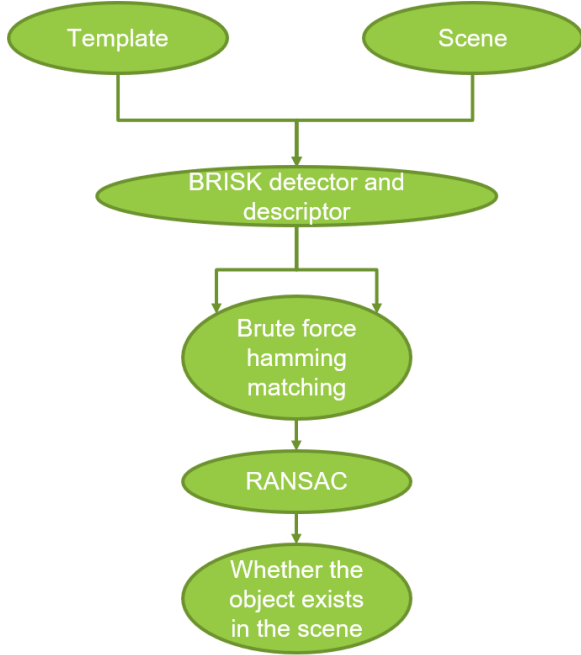 Template
Scene
BRISK detector and
descriptor
Brute force
hamming
matching
RANSAC
Whether the
object exists
in the scene